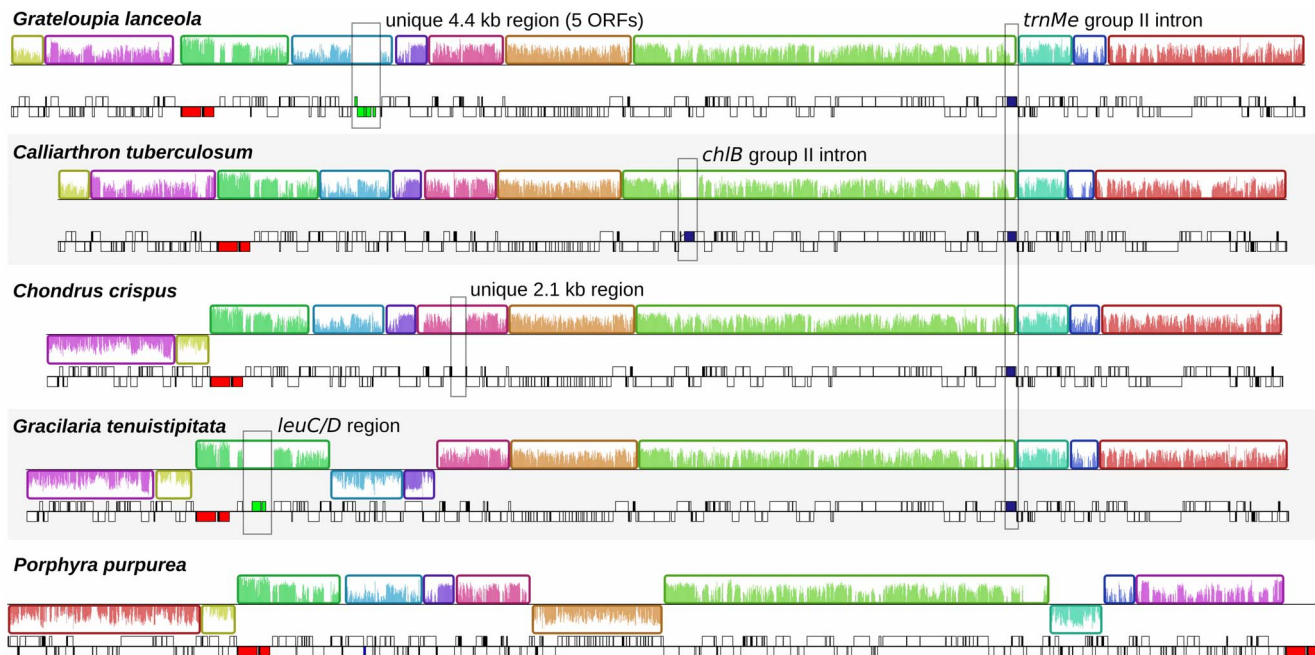 Grateloupia lanceola
unique 4.4 kb region (5 ORFs)
trnMe group II intron
Calliarthron tuberculosum
chlB group II intron
Chondrus crispus
unique 2.1 kb region
Gracilaria tenuistipitata
leuC/D region
Porphyra purpurea